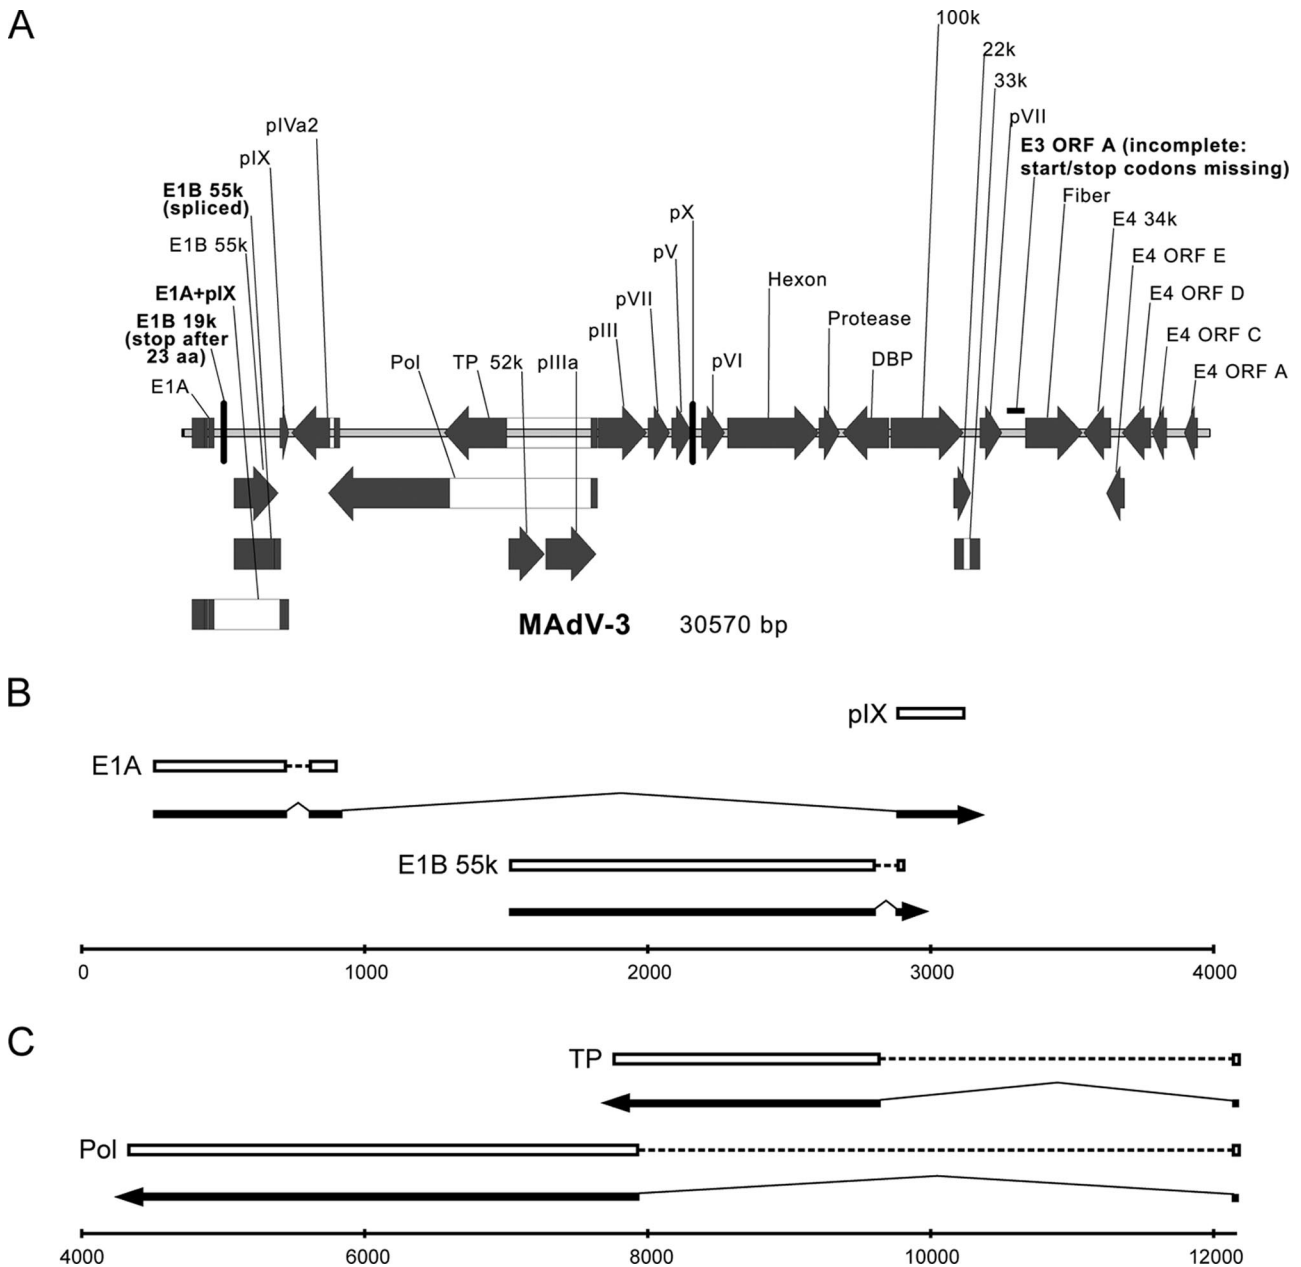 A
100k
22k
33k
pVII
pIVa2
E3 ORF A (incomplete:
start/stop codons missing)
pIX
E1B 55k
(spliced)
Fiber
pX
E4 34k
E1B 55k
pV
E4 ORF E
Hexon
E1A+pIX
pVII
E4 ORF D
E1B 19k
(stop after
23 aa)
pIII
Protease
E4 ORF C
Pol
TP
52k
pIIIa
pVI
DBP
E4 ORF A
E1A
MAdV-3 30570 bp
B
pIX
E1A
E1B 55k
0 1000 2000 3000 4000
C
TP
Pol
4000 6000 8000 10000 12000